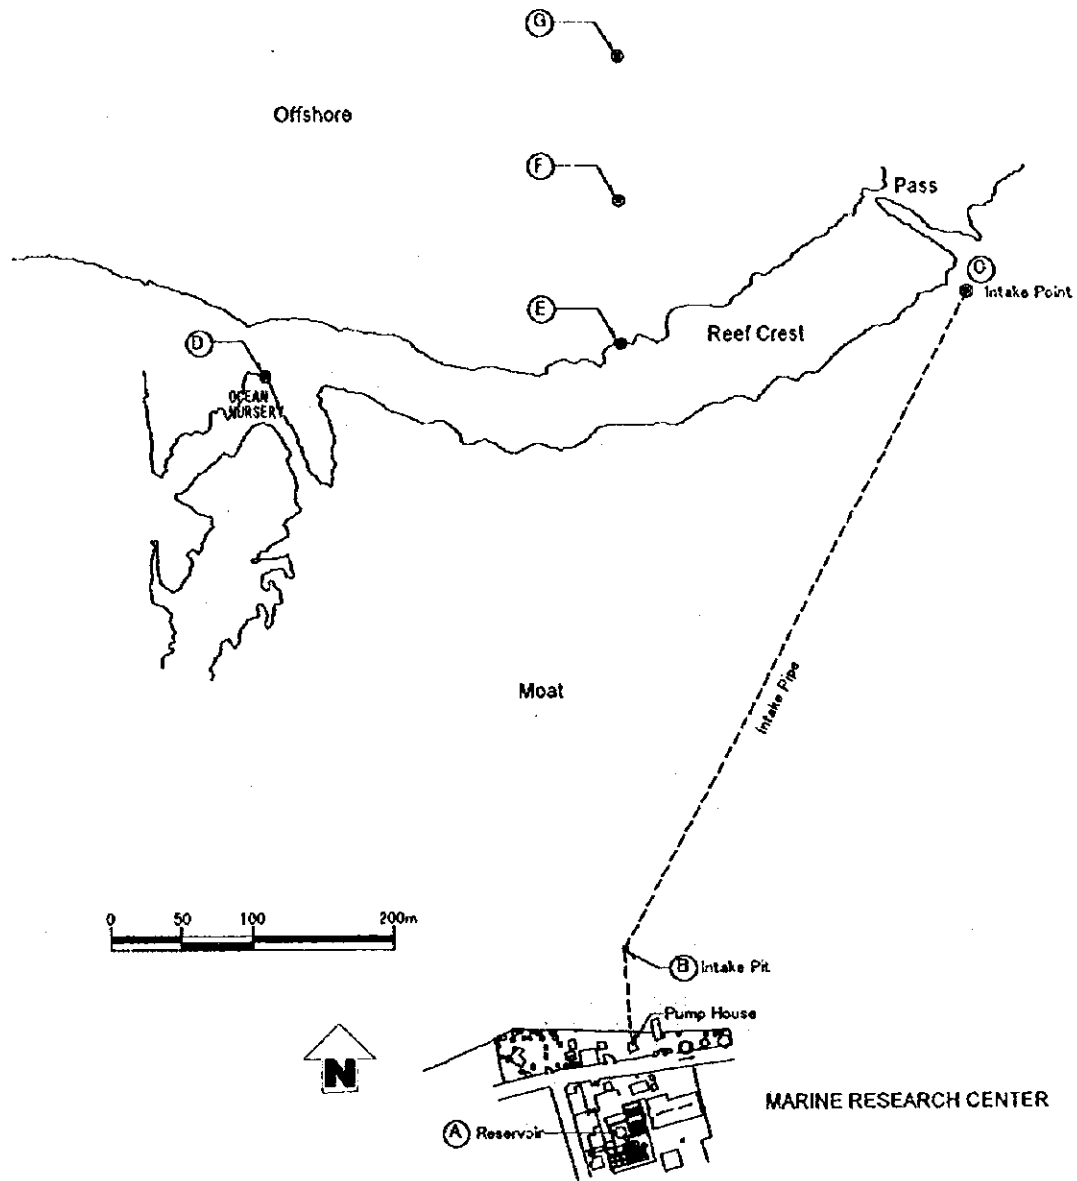 G
Offshore
F
Pass
C
Intake Point
E
Reef Crest
D
OCEAN
NURSERY
Moat
Intake Pipe
0 50 100 200m
B Intake Pit
Pump House
N
MARINE RESEARCH CENTER
A Reservoir